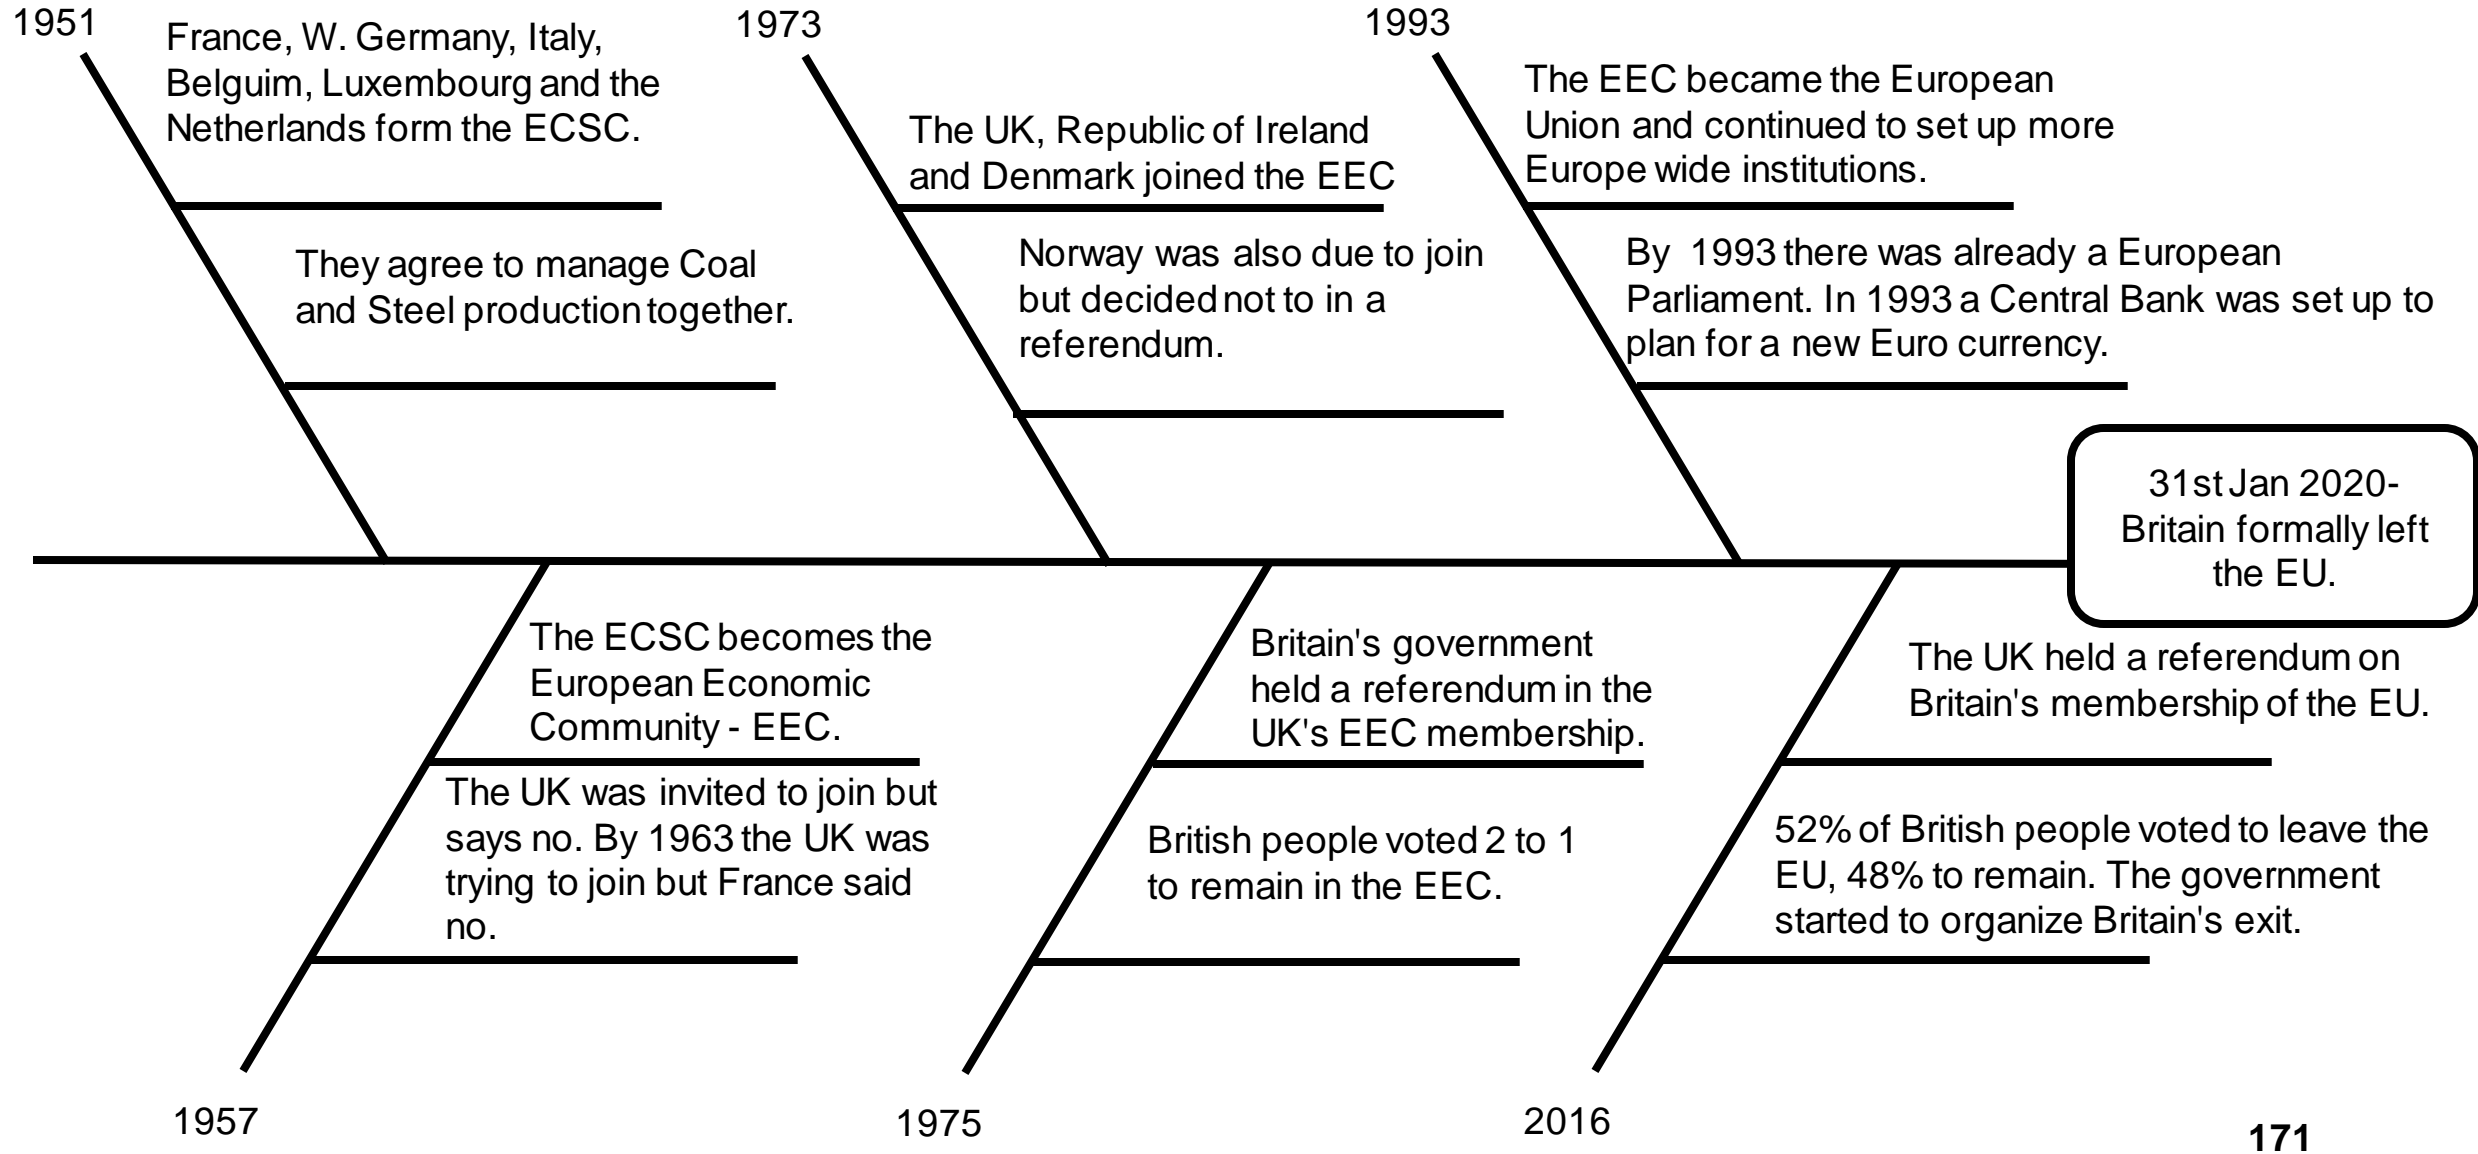 1951
France, W. Germany, Italy,
Belguim, Luxembourg and the
Netherlands form the ECSC.
They agree to manage Coal
and Steel production together.
1973
The UK, Republic of Ireland
and Denmark joined the EEC
Norway was also due to join
but decided not to in a
referendum.
1993
The EEC became the European
Union and continued to set up more
Europe wide institutions.
By 1993 there was already a European
Parliament. In 1993 a Central Bank was set up to
plan for a new Euro currency.
31st Jan 2020-
Britain formally left
the EU.
The ECSC becomes the
European Economic
Community - EEC.
The UK was invited to join but
says no. By 1963 the UK was
trying to join but France said
no.
1957
Britain's government
held a referendum in the
UK's EEC membership.
British people voted 2 to 1
to remain in the EEC.
1975
The UK held a referendum on
Britain's membership of the EU.
52% of British people voted to leave the
EU, 48% to remain. The government
started to organize Britain's exit.
2016
171